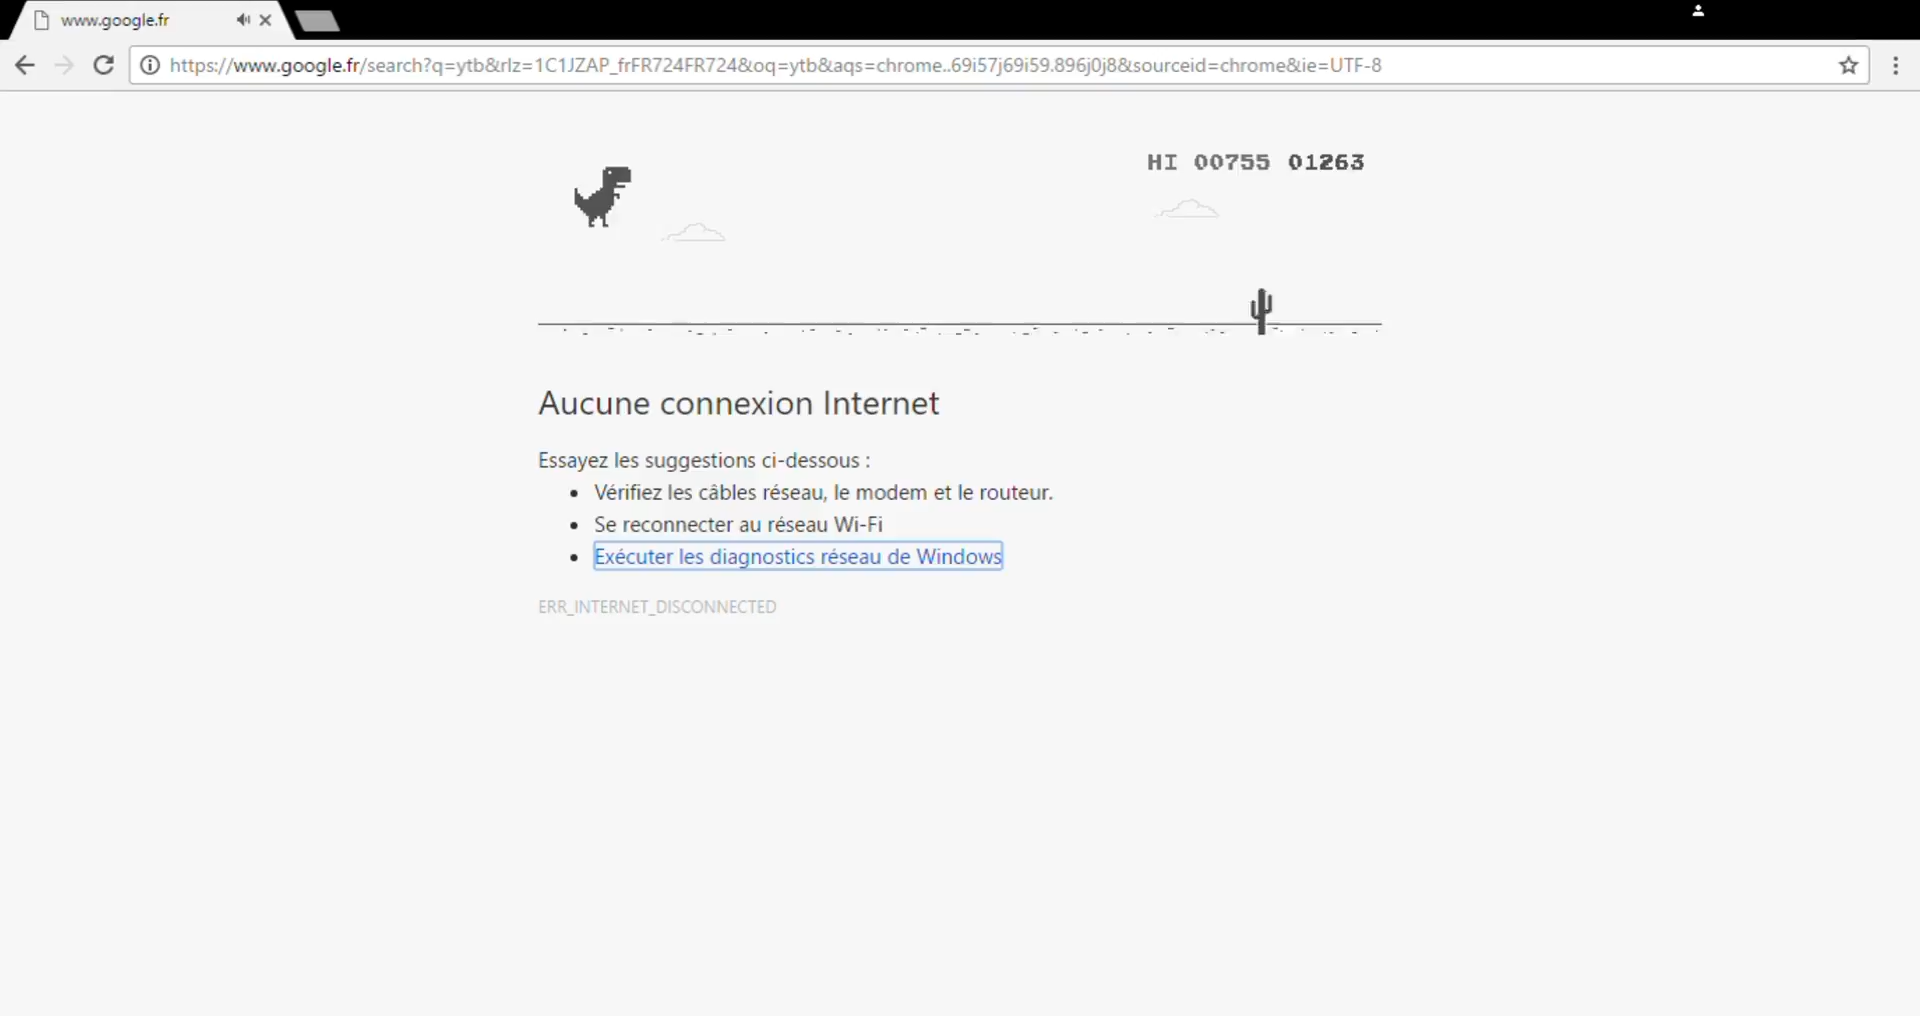 www.google.fr
https://www.google.fr/search?q=ytb&rlz=1C1JZAP_frFR724FR724&oq=ytb&aqs=chrome..69i57j69i59.896j0j8&sourceid=chrome&ie=UTF-8
HI 00755 01263
Aucune connexion Internet
Essayez les suggestions ci-dessous :
Vérifiez les câbles réseau, le modem et le routeur.
Se reconnecter au réseau Wi-Fi
Exécuter les diagnostics réseau de Windows
ERR_INTERNET_DISCONNECTED